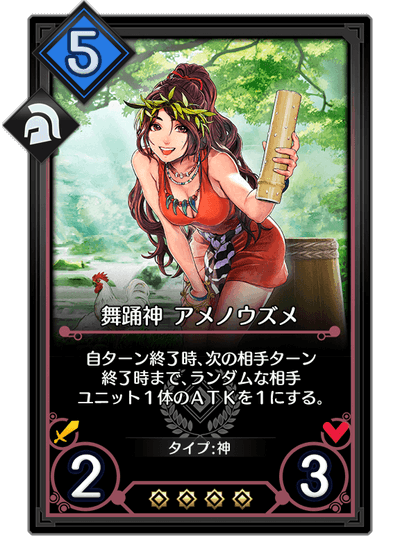 5
舞踊神 アメノウズメ
自ターン終了時、次の相手ターン
終了時まで、ランダムな相手
ユニット１体のＡＴＫを１にする。
タイプ:神
2
3